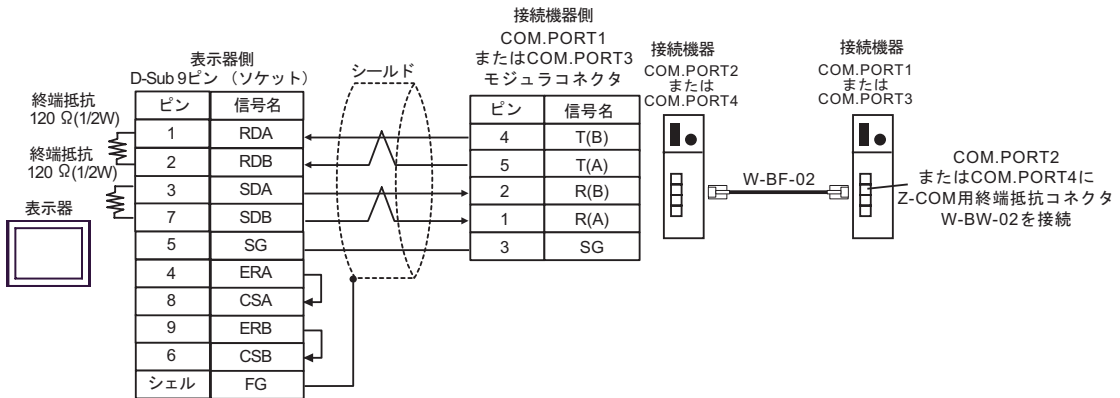 接続機器側
COM.PORT1
またはCOM.PORT3
モジュラコネクタ
表示器側
D-Sub 9ピン （ソケット）
シールド
接続機器
COM.PORT2
または
COM.PORT4
接続機器
COM.PORT1
または
COM.PORT3
終端抵抗
120 Ω(1/2W)
終端抵抗
120 Ω(1/2W)
表示器
ピン 信号名
1 RDA
2 RDB
3 SDA
7 SDB
5 SG
4 ERA
8 CSA
9 ERB
6 CSB
シェル FG
ピン 信号名
4 T(B)
5 T(A)
2 R(B)
1 R(A)
3 SG
W-BF-02
COM.PORT2
またはCOM.PORT4に
Z-COM用終端抵抗コネクタ
W-BW-02を接続